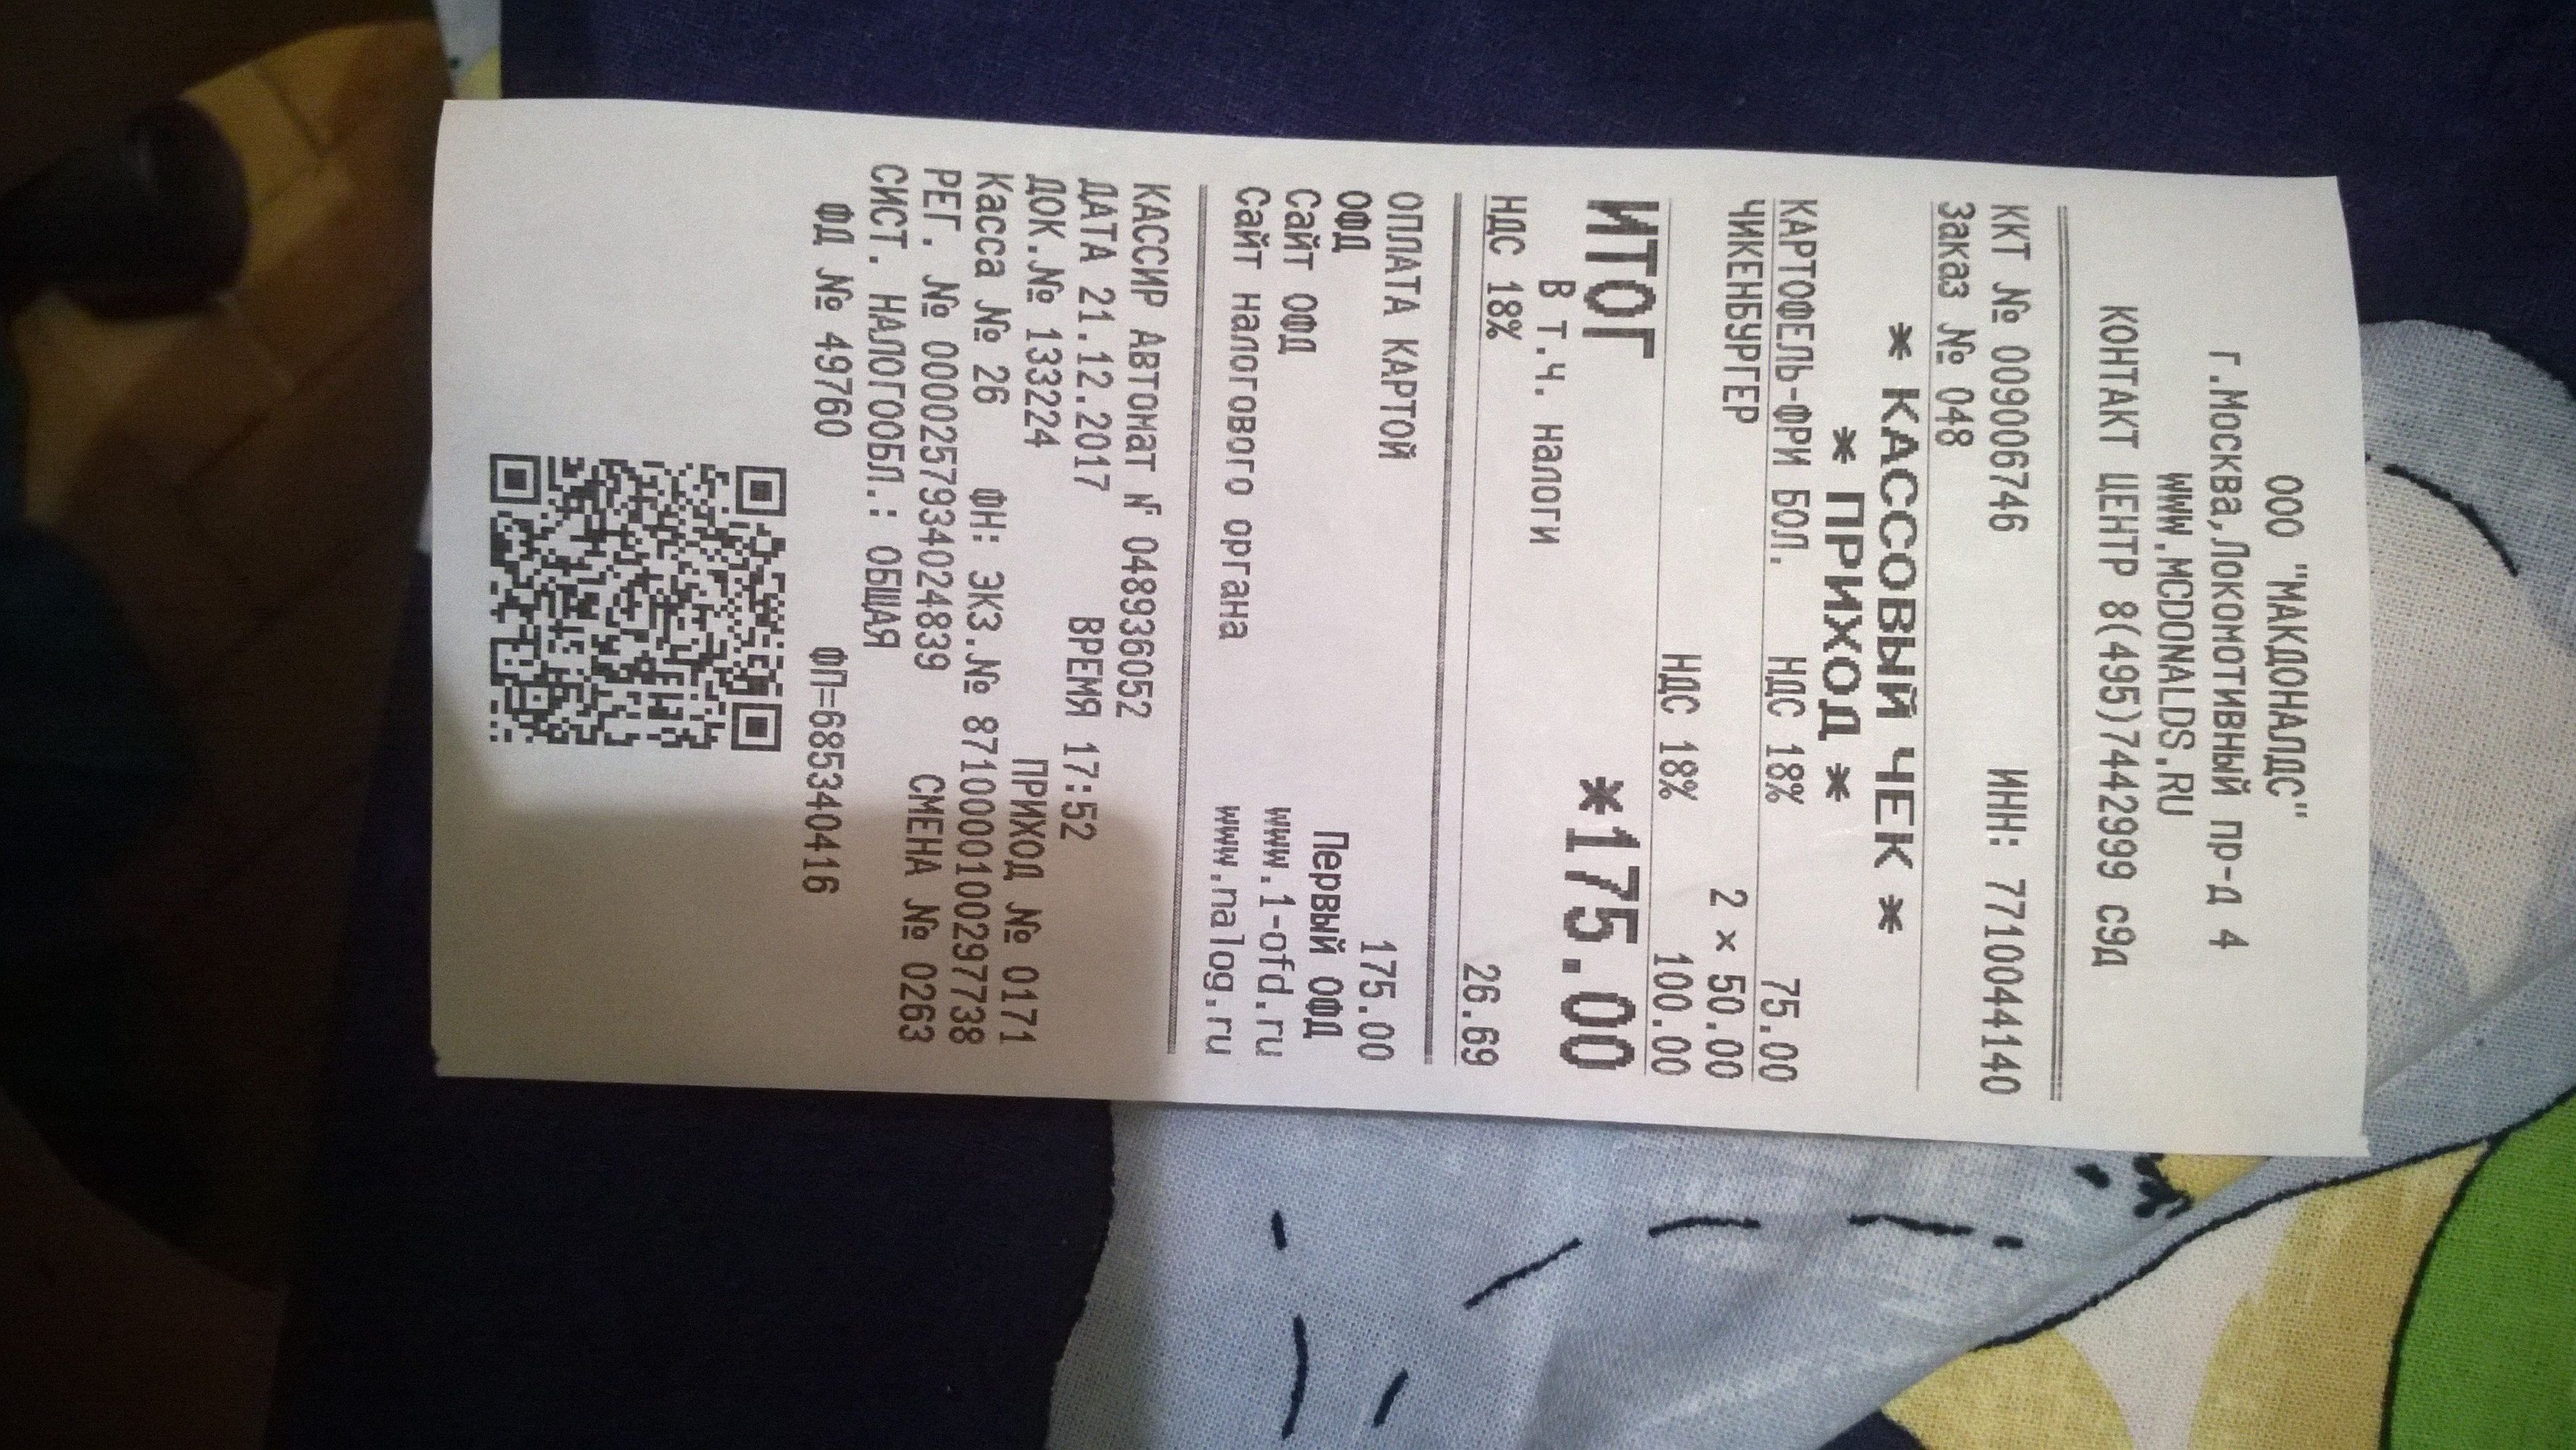 ООО "МАКДОНАЛДС"
г.Москва,Локомотивный пр-д 4
WWW.MCDONALDS.RU
КОНТАКТ ЦЕНТР 8(495)7442999 с9д
ККТ № 009006746 ИНН: 7710044140
Заказ № 048
* КАССОВЫЙ ЧЕК *
* ПРИХОД *
КАРТОФЕЛЬ-ФРИ БОЛ. НДС 18% 75.00
ЧИКЕНБУРГЕР 2 × 50.00
НДС 18% 100.00
ИТОГ *175.00
В т.ч. налоги
НДС 18% 26.69
ОПЛАТА КАРТОЙ 175.00
ОФД Первый ОФД
Сайт ОФД www.1-ofd.ru
Сайт налогового органа www.nalog.ru
КАССИР АВТОМАТ № 048936052
ДАТА 21.12.2017 ВРЕМЯ 17:52
ДОК.№ 133224 ПРИХОД № 0171
Касса № 26 ФН: ЭКЗ.№ 8710000100297738
РЕГ. № 0000257934024839 СМЕНА № 0263
СИСТ. НАЛОГООБЛ.: ОБЩАЯ
ФД № 49760 ФП=685340416